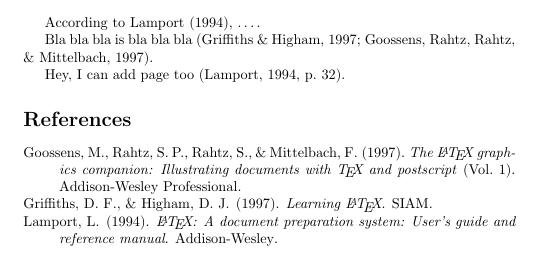 According to Lamport (1994), ....
Bla bla bla is bla bla bla (Griffiths & Higham, 1997; Goossens, Rahtz, Rahtz,
& Mittelbach, 1997).
Hey, I can add page too (Lamport, 1994, p. 32).
References
Goossens, M., Rahtz, S. P., Rahtz, S., & Mittelbach, F. (1997). The LATEX graph-
ics companion: Illustrating documents with TEX and postscript (Vol. 1).
Addison-Wesley Professional.
Griffiths, D. F., & Higham, D. J. (1997). Learning LATEX. SIAM.
Lamport, L. (1994). LATEX: A document preparation system: User's guide and
reference manual. Addison-Wesley.